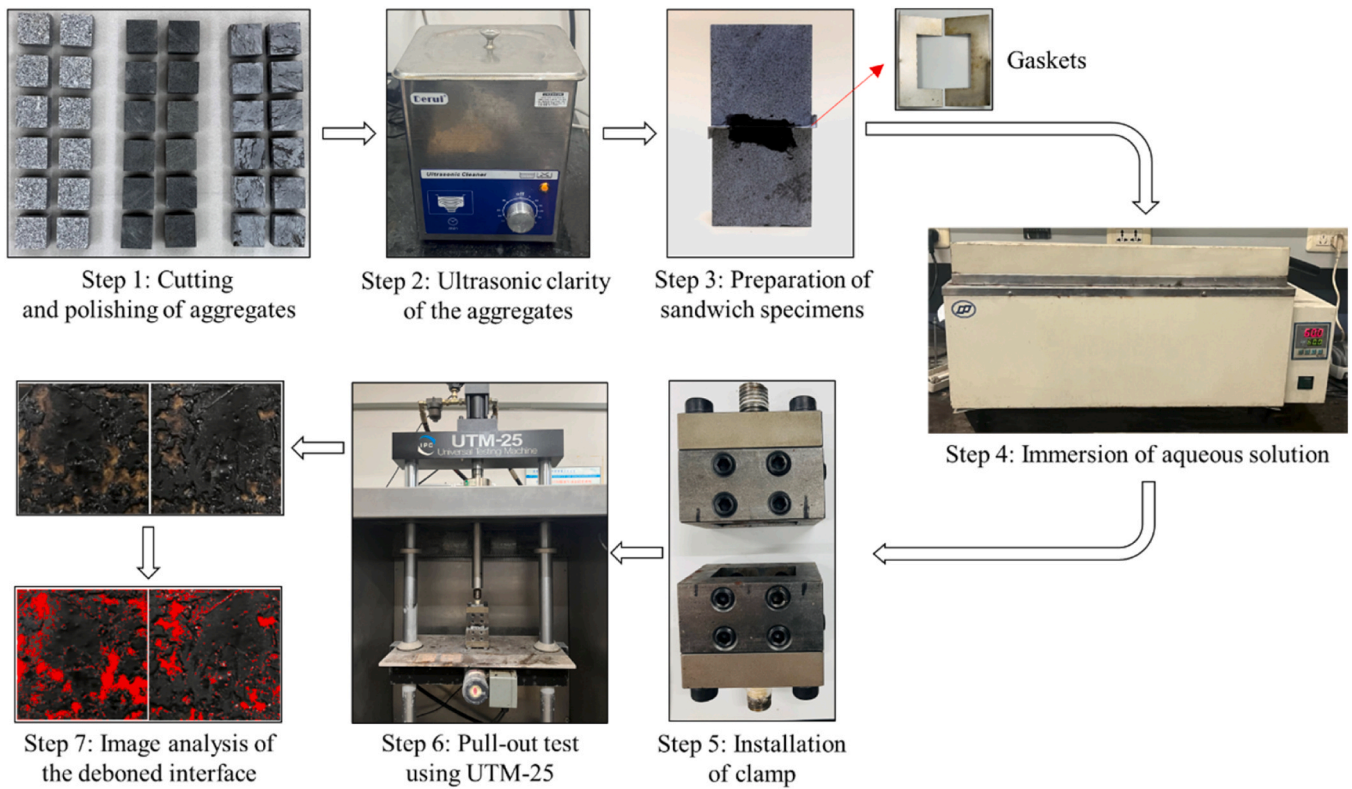 Derui
Ultrasonic Cleaner
Gaskets
Step 1: Cutting
and polishing of aggregates
Step 2: Ultrasonic clarity
of the aggregates
Step 3: Preparation of
sandwich specimens
Step 4: Immersion of aqueous solution
IPC
UTM-25
Universal Testing Machine
Step 7: Image analysis of
the deboned interface
Step 6: Pull-out test
using UTM-25
Step 5: Installation
of clamp